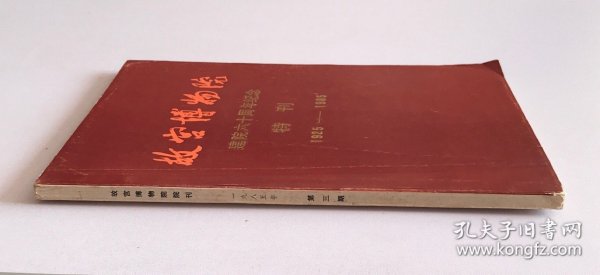 故宫博物院
建院六十周年纪念
特刊
1925—1985
故宫博物院院刊 一九八五年 第三期
孔夫子旧书网
www.kongfz.com